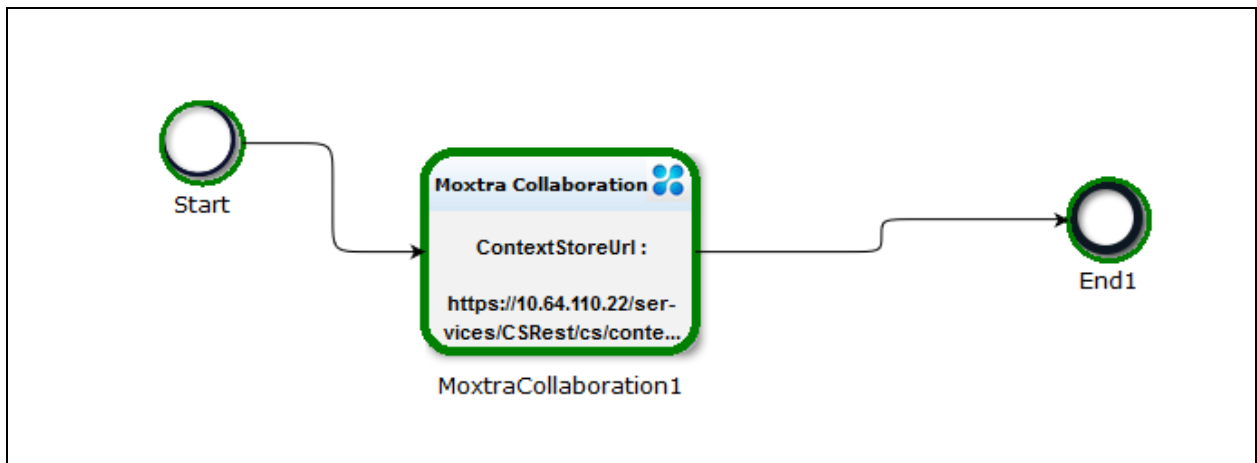 Start
Moxtra Collaboration
ContextStoreUrl :
https://10.64.110.22/ser-
vices/CSRest/cs/conte...
MoxtraCollaboration1
End1